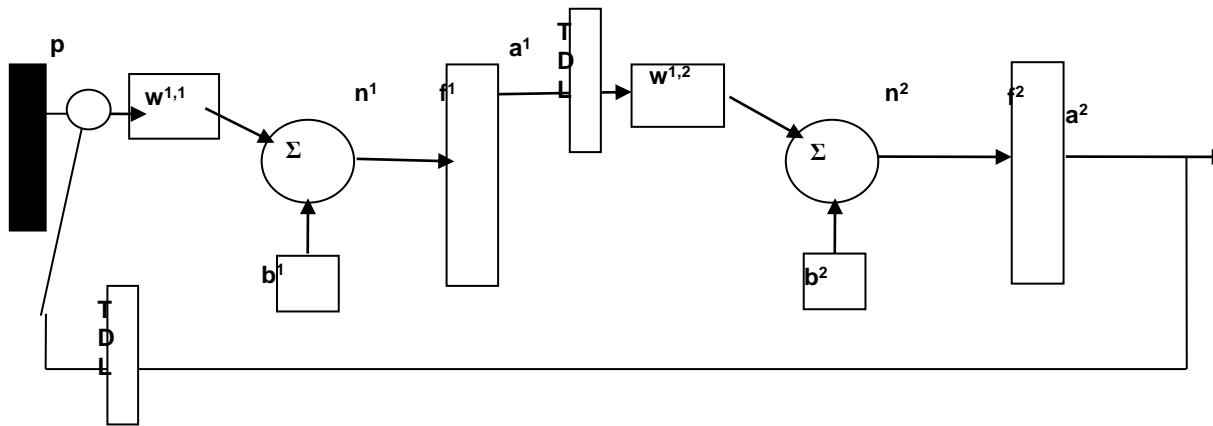 p
w¹,¹
Σ
n¹
b¹
f¹
a¹
T
D
L
w¹,²
Σ
n²
b²
f²
a²
T
D
L